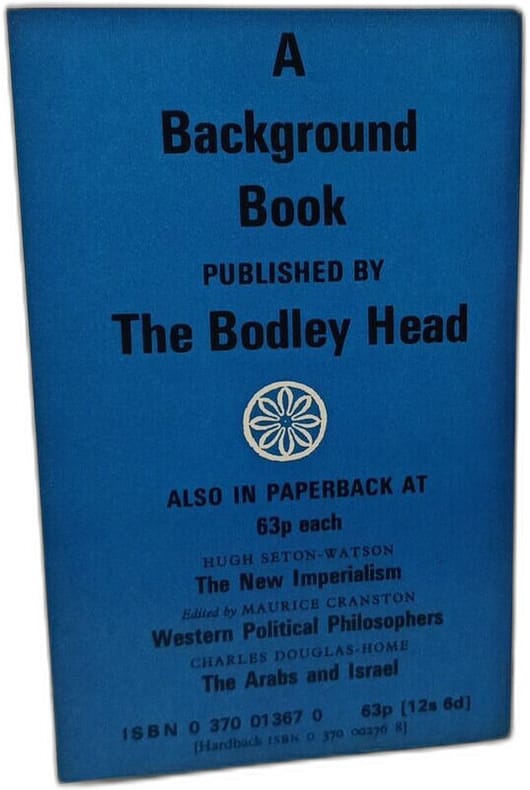 A
Background
Book
PUBLISHED BY
The Bodley Head
ALSO IN PAPERBACK AT
63p each
HUGH SETON-WATSON
The New Imperialism
Edited by MAURICE CRANSTON
Western Political Philosophers
CHARLES DOUGLAS-HOME
The Arabs and Israel
ISBN 0 370 01367 0 63p [12s 6d]
[Hardback ISBN 0 370 00276 8]